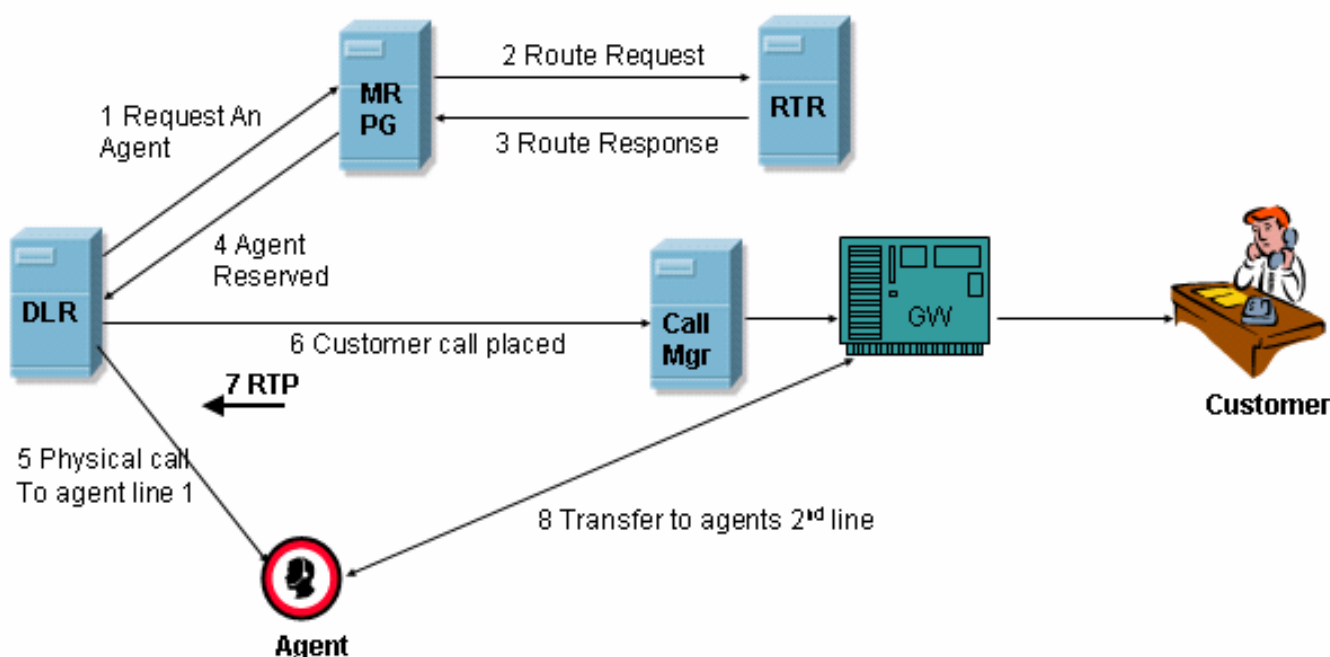 2 Route Request
MR
PG
RTR
1 Request An
Agent
3 Route Response
4 Agent
Reserved
DLR
Call
Mgr
GW
6 Customer call placed
7 RTP
Customer
5 Physical call
To agent line 1
8 Transfer to agents 2nd line
Agent